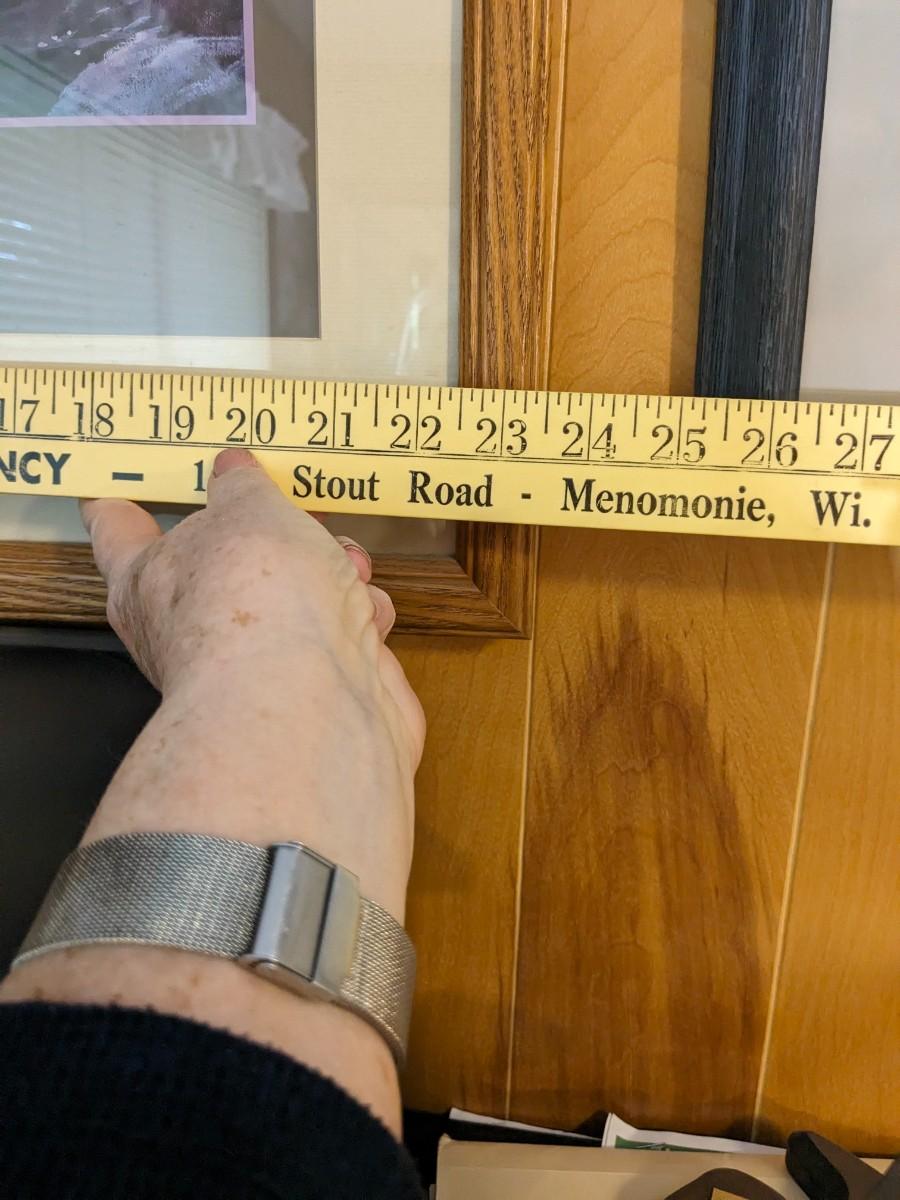 17 18 19 20 21 22 23 24 25 26 27
NCY — 1 Stout Road - Menomonie, Wi.